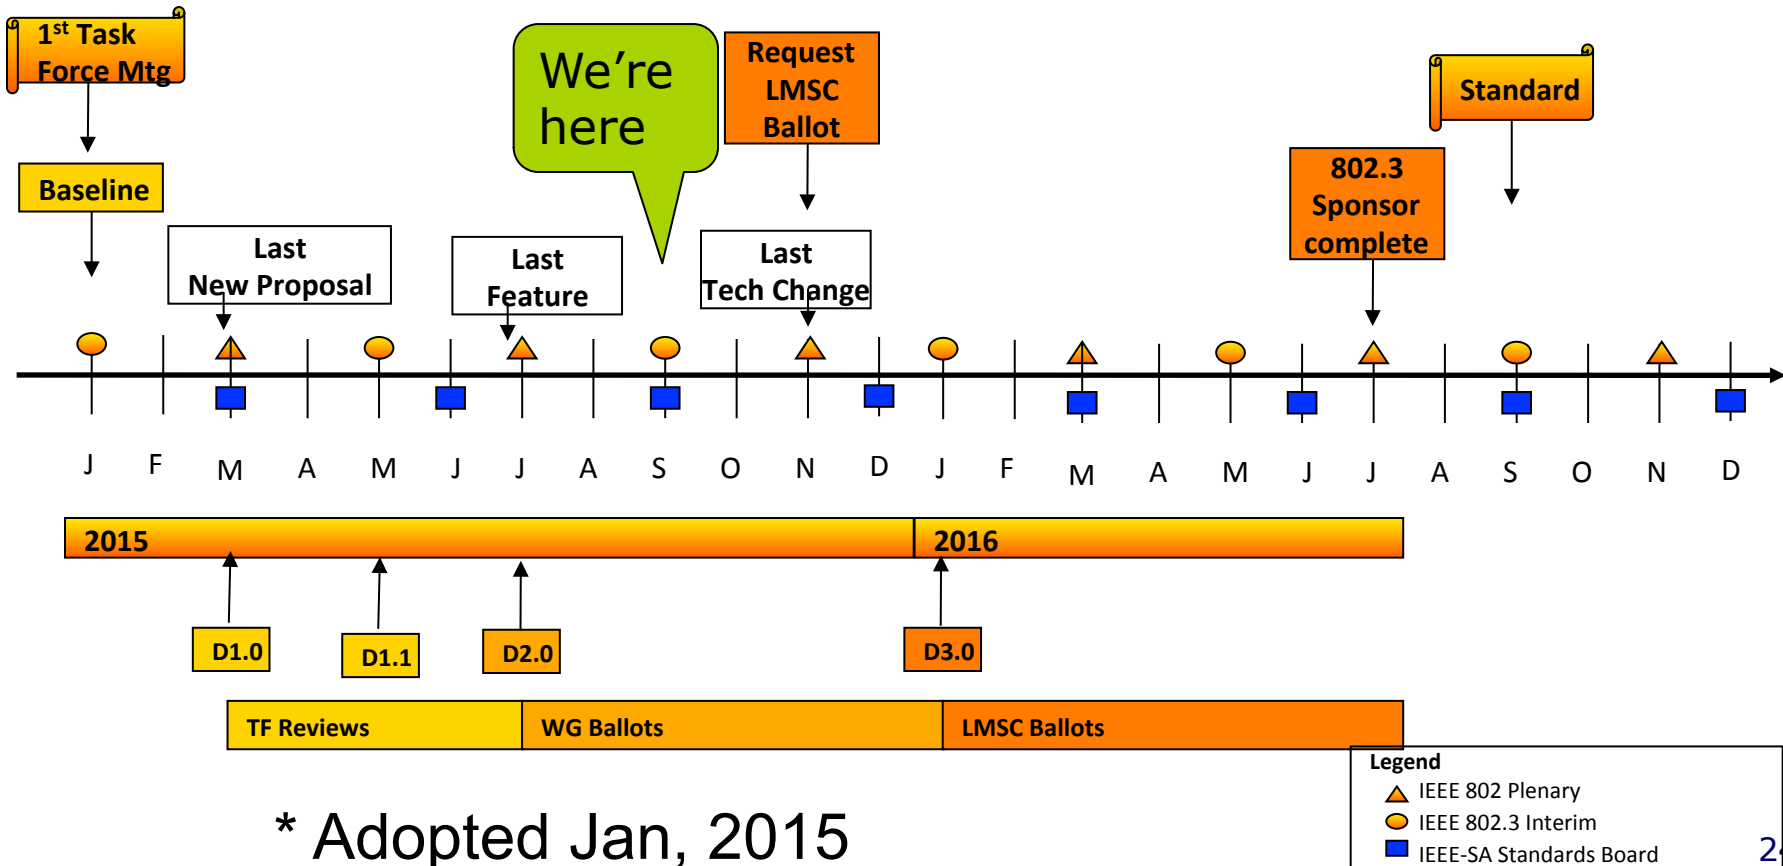 1st Task
Force Mtg
We're
here
Request
LMSC
Ballot
Standard
Baseline
802.3
Sponsor
complete
Last
New Proposal
Last
Feature
Last
Tech Change
J F M A M J J A S O N D J F M A M J J A S O N D
2015 2016
D1.0 D1.1 D2.0 D3.0
TF Reviews WG Ballots LMSC Ballots
Legend
IEEE 802 Plenary
IEEE 802.3 Interim
IEEE-SA Standards Board
* Adopted Jan, 2015